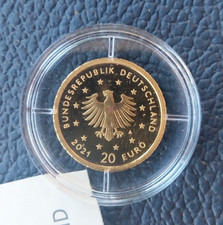 BUNDESREPUBLIK DEUTSCHLAND
2021 20 EURO